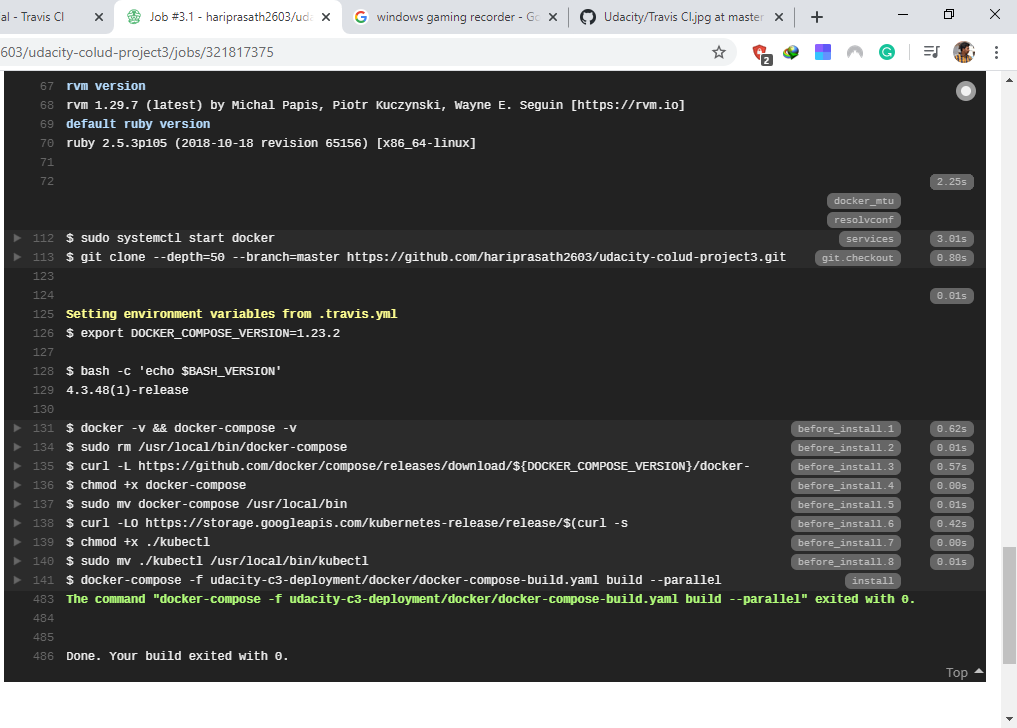 al - Travis CI
Job #3.1 - hariprasath2603/uda
windows gaming recorder - Go
Udacity/Travis CI.jpg at master
603/udacity-colud-project3/jobs/321817375
2
67 rvm version
68 rvm 1.29.7 (latest) by Michal Papis, Piotr Kuczynski, Wayne E. Seguin [https://rvm.io]
69 default ruby version
70 ruby 2.5.3p105 (2018-10-18 revision 65156) [x86_64-linux]
71
72 2.25s
docker_mtu
resolvconf
112 $ sudo systemctl start docker services 3.01s
113 $ git clone --depth=50 --branch=master https://github.com/hariprasath2603/udacity-colud-project3.git git.checkout 0.80s
123
124 0.01s
125 Setting environment variables from .travis.yml
126 $ export DOCKER_COMPOSE_VERSION=1.23.2
127
128 $ bash -c 'echo $BASH_VERSION'
129 4.3.48(1)-release
130
131 $ docker -v && docker-compose -v before_install.1 0.62s
134 $ sudo rm /usr/local/bin/docker-compose before_install.2 0.01s
135 $ curl -L https://github.com/docker/compose/releases/download/${DOCKER_COMPOSE_VERSION}/docker- before_install.3 0.57s
136 $ chmod +x docker-compose before_install.4 0.00s
137 $ sudo mv docker-compose /usr/local/bin before_install.5 0.01s
138 $ curl -LO https://storage.googleapis.com/kubernetes-release/release/$(curl -s before_install.6 0.42s
139 $ chmod +x ./kubectl before_install.7 0.00s
140 $ sudo mv ./kubectl /usr/local/bin/kubectl before_install.8 0.01s
141 $ docker-compose -f udacity-c3-deployment/docker/docker-compose-build.yaml build --parallel install
483 The command "docker-compose -f udacity-c3-deployment/docker/docker-compose-build.yaml build --parallel" exited with 0.
484
485
486 Done. Your build exited with 0.
Top